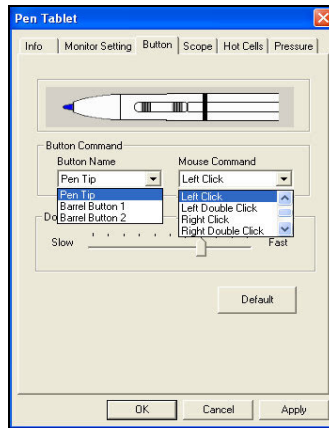 Pen Tablet
Info Monitor Setting Button Scope Hot Cells Pressure
Button Command
Button Name Mouse Command
Pen Tip Left Click
Pen Tip Left Click
Barrel Button 1 Left Double Click
Barrel Button 2 Right Click
Right Double Click
Do
Slow Fast
Default
OK Cancel Apply